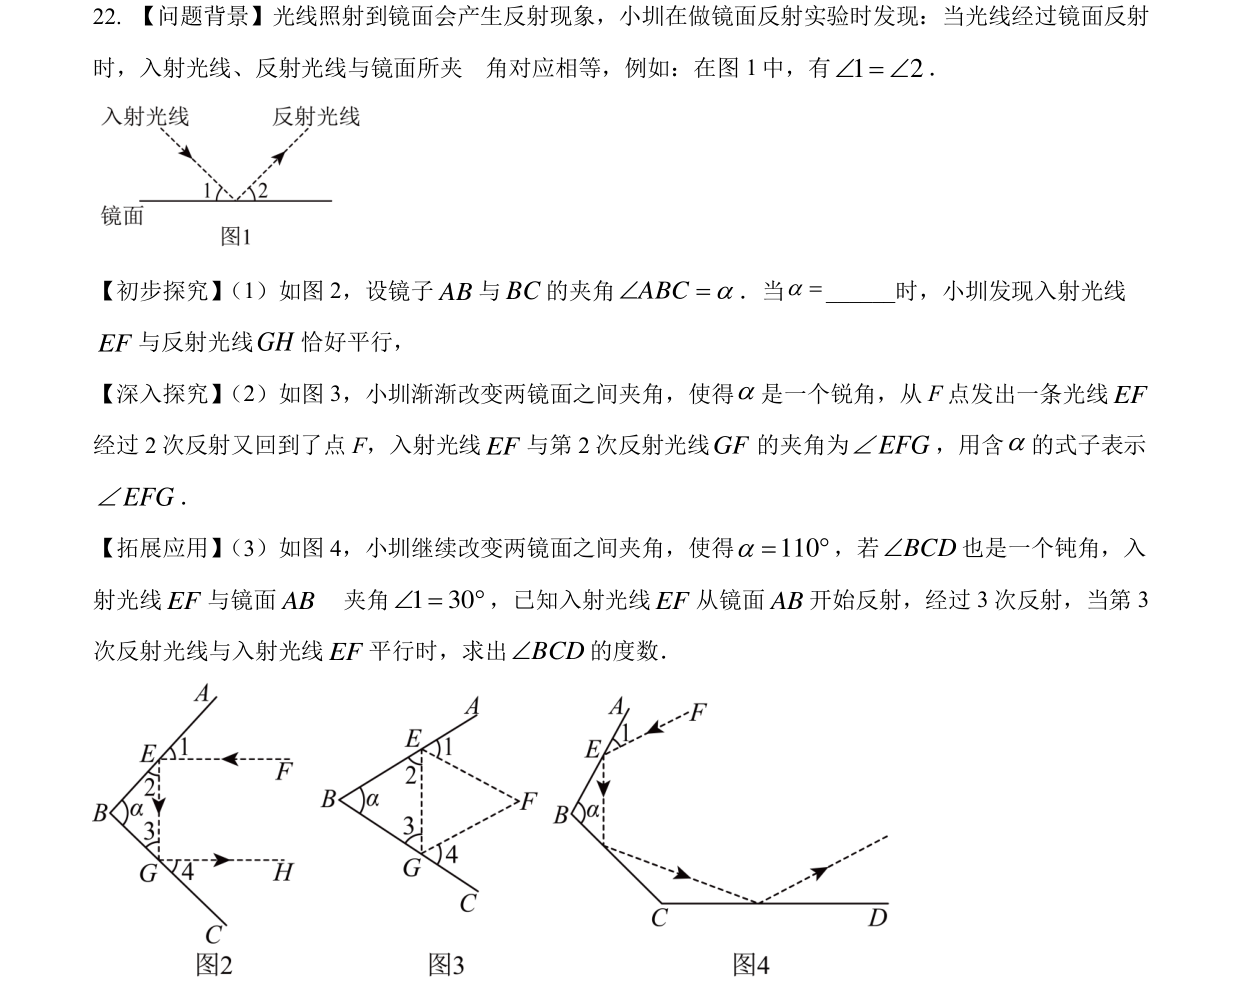 22. 【问题背景】光线照射到镜面会产生反射现象，小圳在做镜面反射实验时发现：当光线经过镜面反射
时，入射光线、反射光线与镜面所夹 角对应相等，例如：在图 1 中，有∠1 = ∠2．
入射光线 反射光线
1 2
镜面
图1
【初步探究】（1）如图 2，设镜子 AB 与 BC 的夹角∠ABC = α．当α = ______时，小圳发现入射光线
EF 与反射光线GH 恰好平行，
【深入探究】（2）如图 3，小圳渐渐改变两镜面之间夹角，使得α 是一个锐角，从 F 点发出一条光线 EF
经过 2 次反射又回到了点 F，入射光线 EF 与第 2 次反射光线GF 的夹角为∠EFG，用含α 的式子表示
∠EFG．
【拓展应用】（3）如图 4，小圳继续改变两镜面之间夹角，使得α = 110°，若∠BCD 也是一个钝角，入
射光线 EF 与镜面 AB 夹角∠1 = 30°，已知入射光线 EF 从镜面 AB 开始反射，经过 3 次反射，当第 3
次反射光线与入射光线 EF 平行时，求出∠BCD 的度数．
A
E 1
F
2
B α
3
G 4 H
C
图2
A
E 1
2
B α F
3
G 4
C
图3
A F
1
E
B α
C D
图4